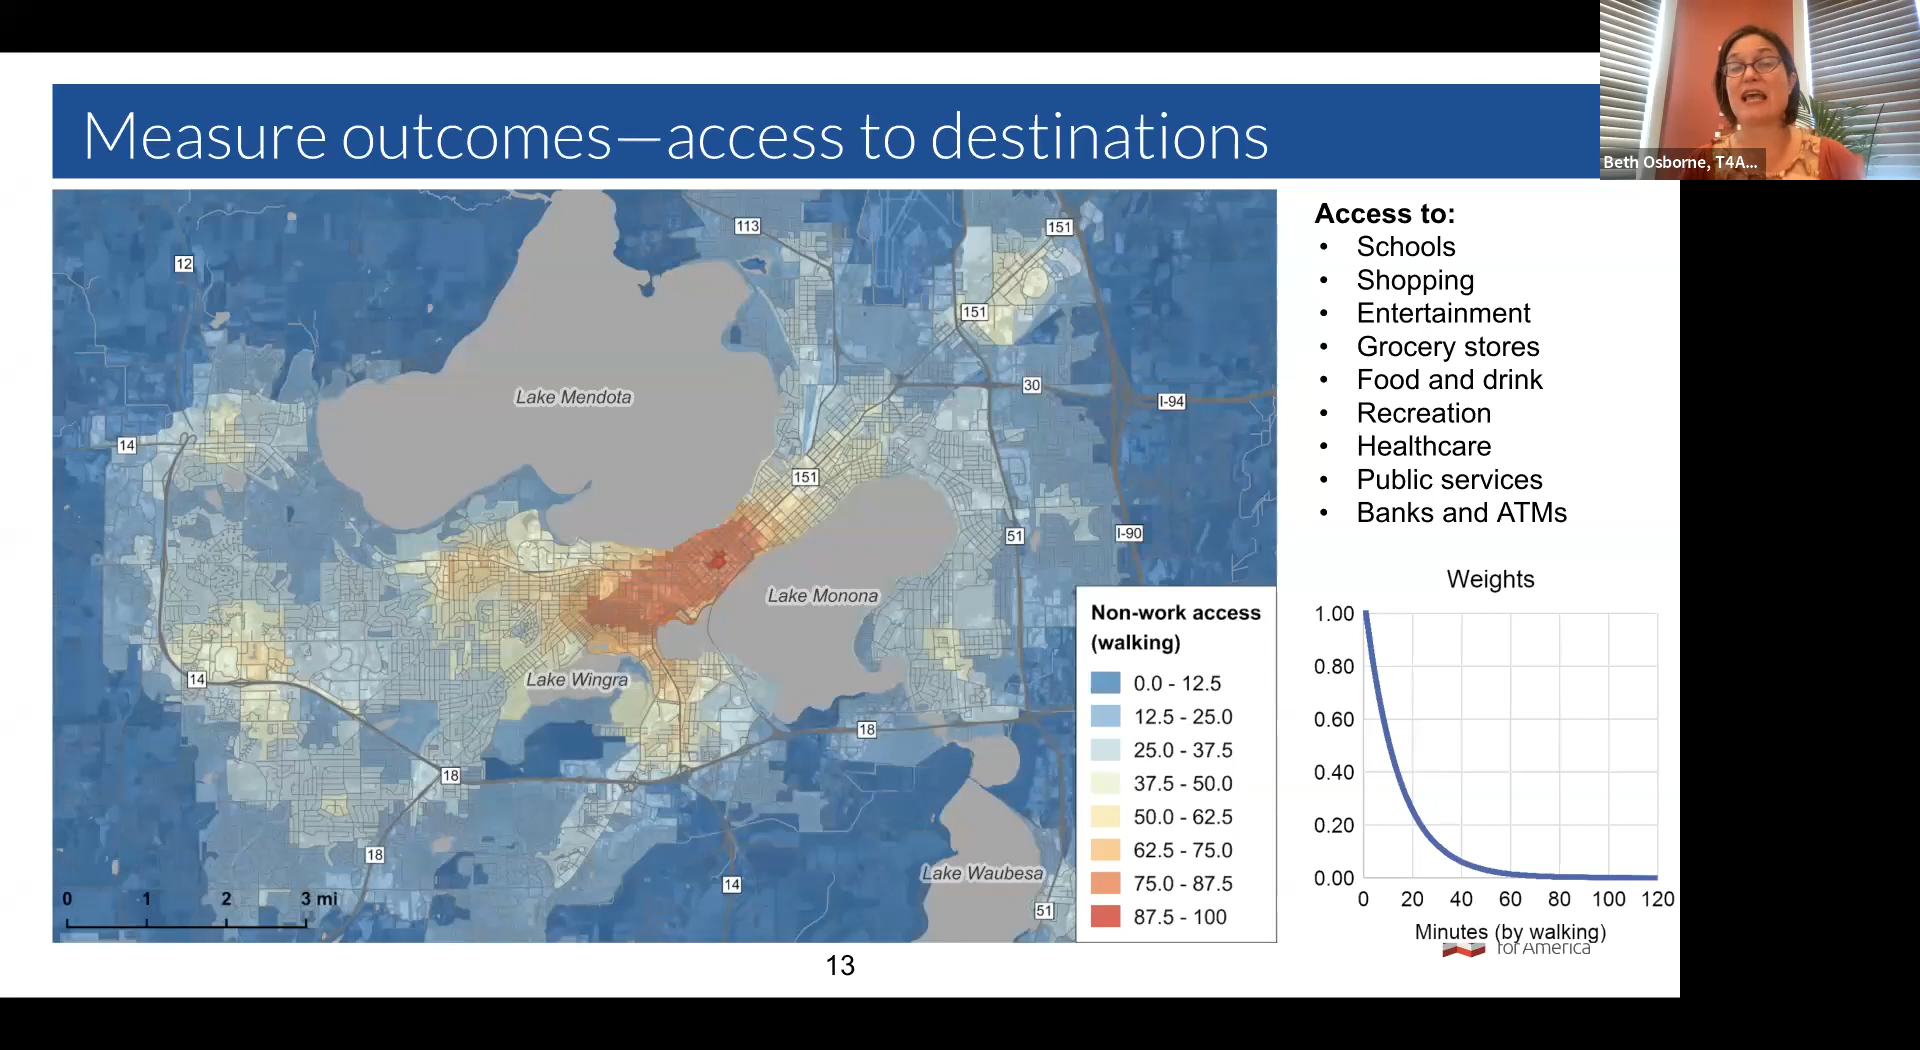 Measure outcomes—access to destinations
Beth Osborne, T4A...
113
151
12
151
Lake Mendota
30
I-94
14
151
51
I-90
Lake Monona
Lake Wingra
14
18
18
18
14
Lake Waubesa
51
0 1 2 3 mi
Non-work access
(walking)
0.0 - 12.5
12.5 - 25.0
25.0 - 37.5
37.5 - 50.0
50.0 - 62.5
62.5 - 75.0
75.0 - 87.5
87.5 - 100
Access to:
• Schools
• Shopping
• Entertainment
• Grocery stores
• Food and drink
• Recreation
• Healthcare
• Public services
• Banks and ATMs
Weights
1.00
0.80
0.60
0.40
0.20
0.00
0 20 40 60 80 100 120
Minutes (by walking)
for America
13